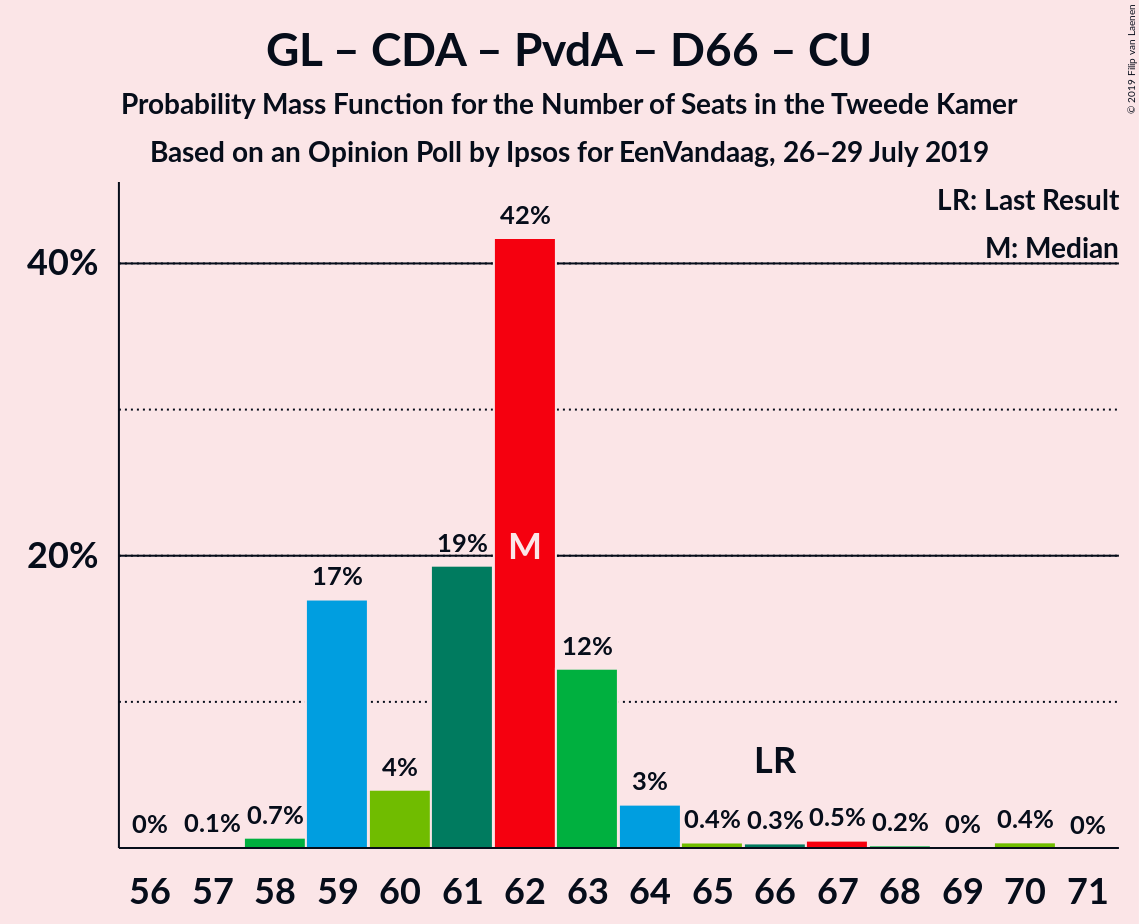 GL – CDA – PvdA – D66 – CU
Probability Mass Function for the Number of Seats in the Tweede Kamer
Based on an Opinion Poll by Ipsos for EenVandaag, 26–29 July 2019
© 2019 Filip van Laenen
LR: Last Result
M: Median
40%
20%
0% 0.1% 0.7% 17% 4% 19% 42% 12% 3% 0.4% 0.3% 0.5% 0.2% 0% 0.4% 0%
M
LR
56 57 58 59 60 61 62 63 64 65 66 67 68 69 70 71